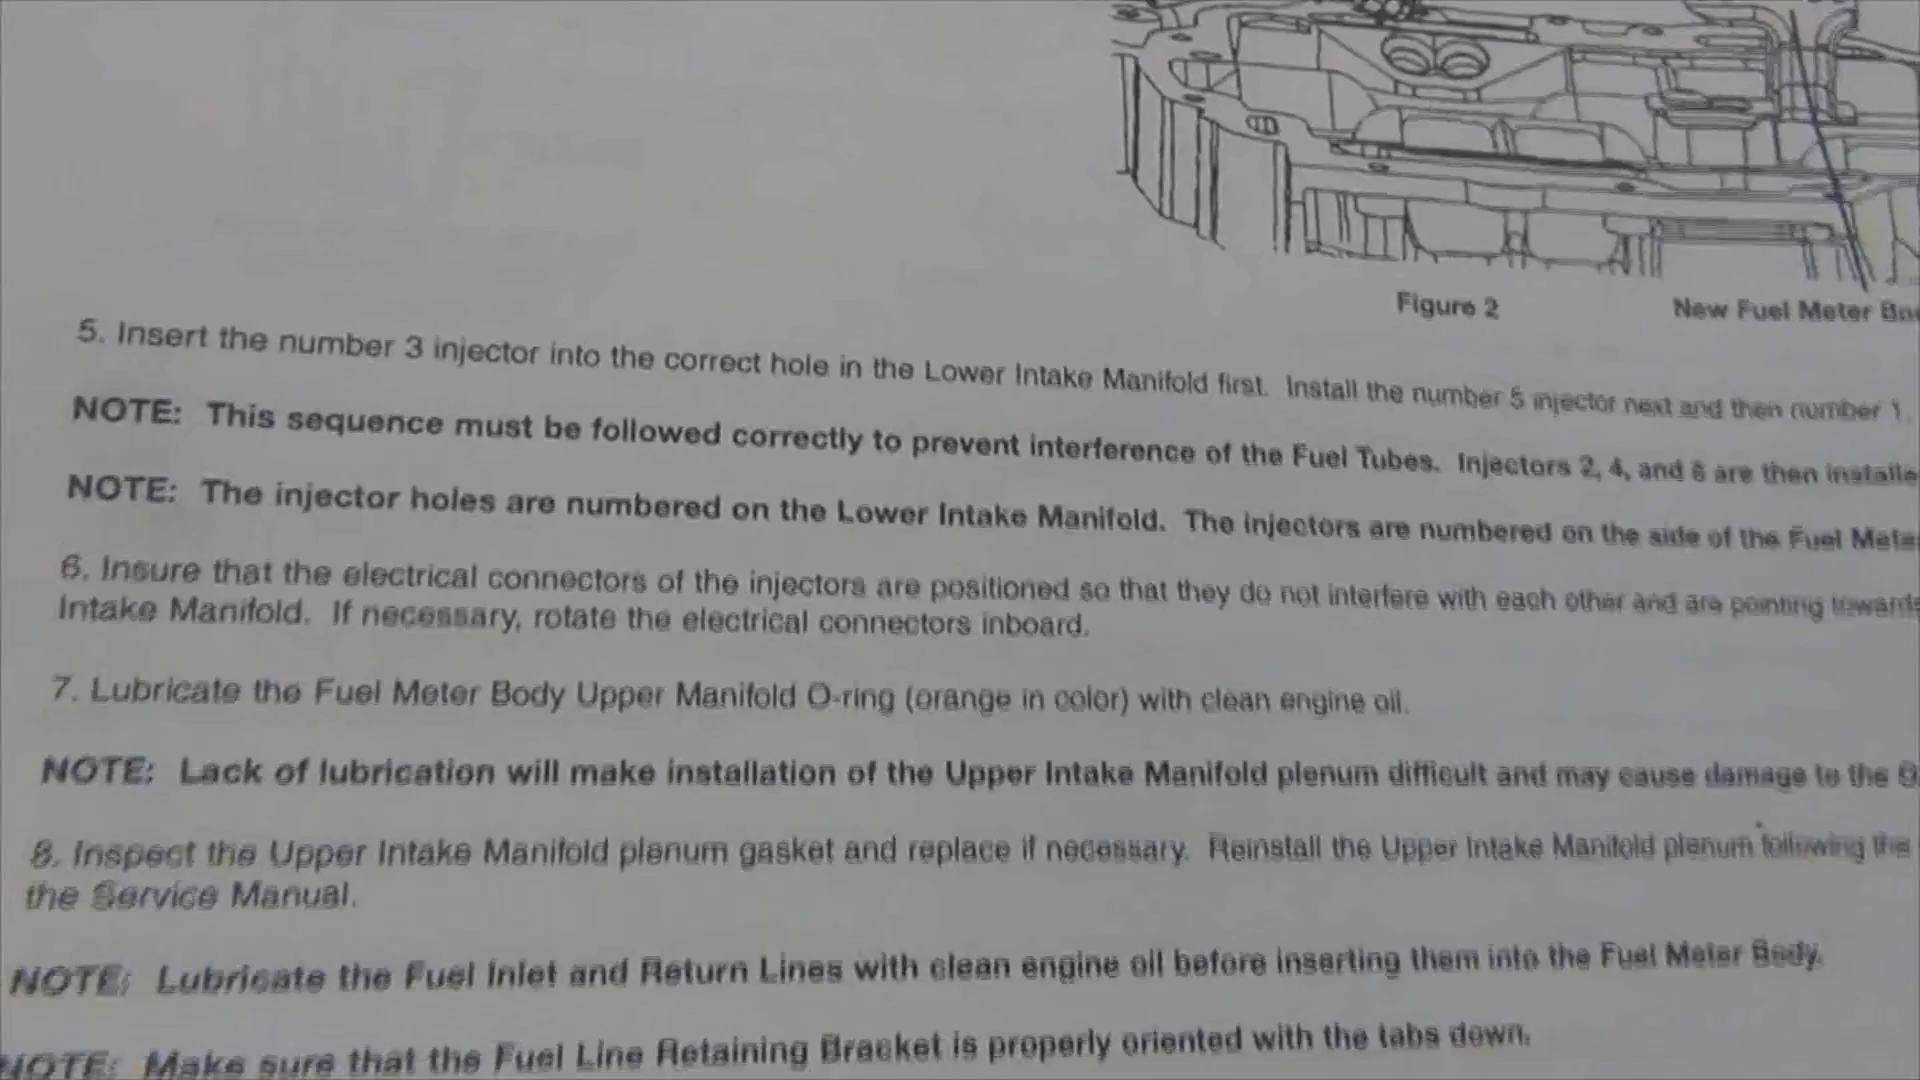 Figure 2
New Fuel Meter
5. Insert the number 3 injector into the correct hole in the Lower Intake Manifold first. Install the number 5 injector next and then number 1.
NOTE: This sequence must be followed correctly to prevent interference of the Fuel Tubes. Injectors 2, 4, and 6 are then
NOTE: The injector holes are numbered on the Lower Intake Manifold. The injectors are numbered on the side of the Fuel
6. Insure that the electrical connectors of the injectors are positioned so that they do not interfere with each other and are pointing
Intake Manifold. If necessary, rotate the electrical connectors inboard.
7. Lubricate the Fuel Meter Body Upper Manifold O-ring (orange in color) with clean engine oil.
NOTE: Lack of lubrication will make installation of the Upper Intake Manifold plenum difficult and may cause damage to the
8. Inspect the Upper Intake Manifold plenum gasket and replace if necessary. Reinstall the Upper Intake Manifold plenum following the
the Service Manual.
NOTE: Lubricate the Fuel Inlet and Return Lines with clean engine oil before inserting them into the Fuel Meter Body.
NOTE: Make sure that the Fuel Line Retaining Bracket is properly oriented with the tabs down.